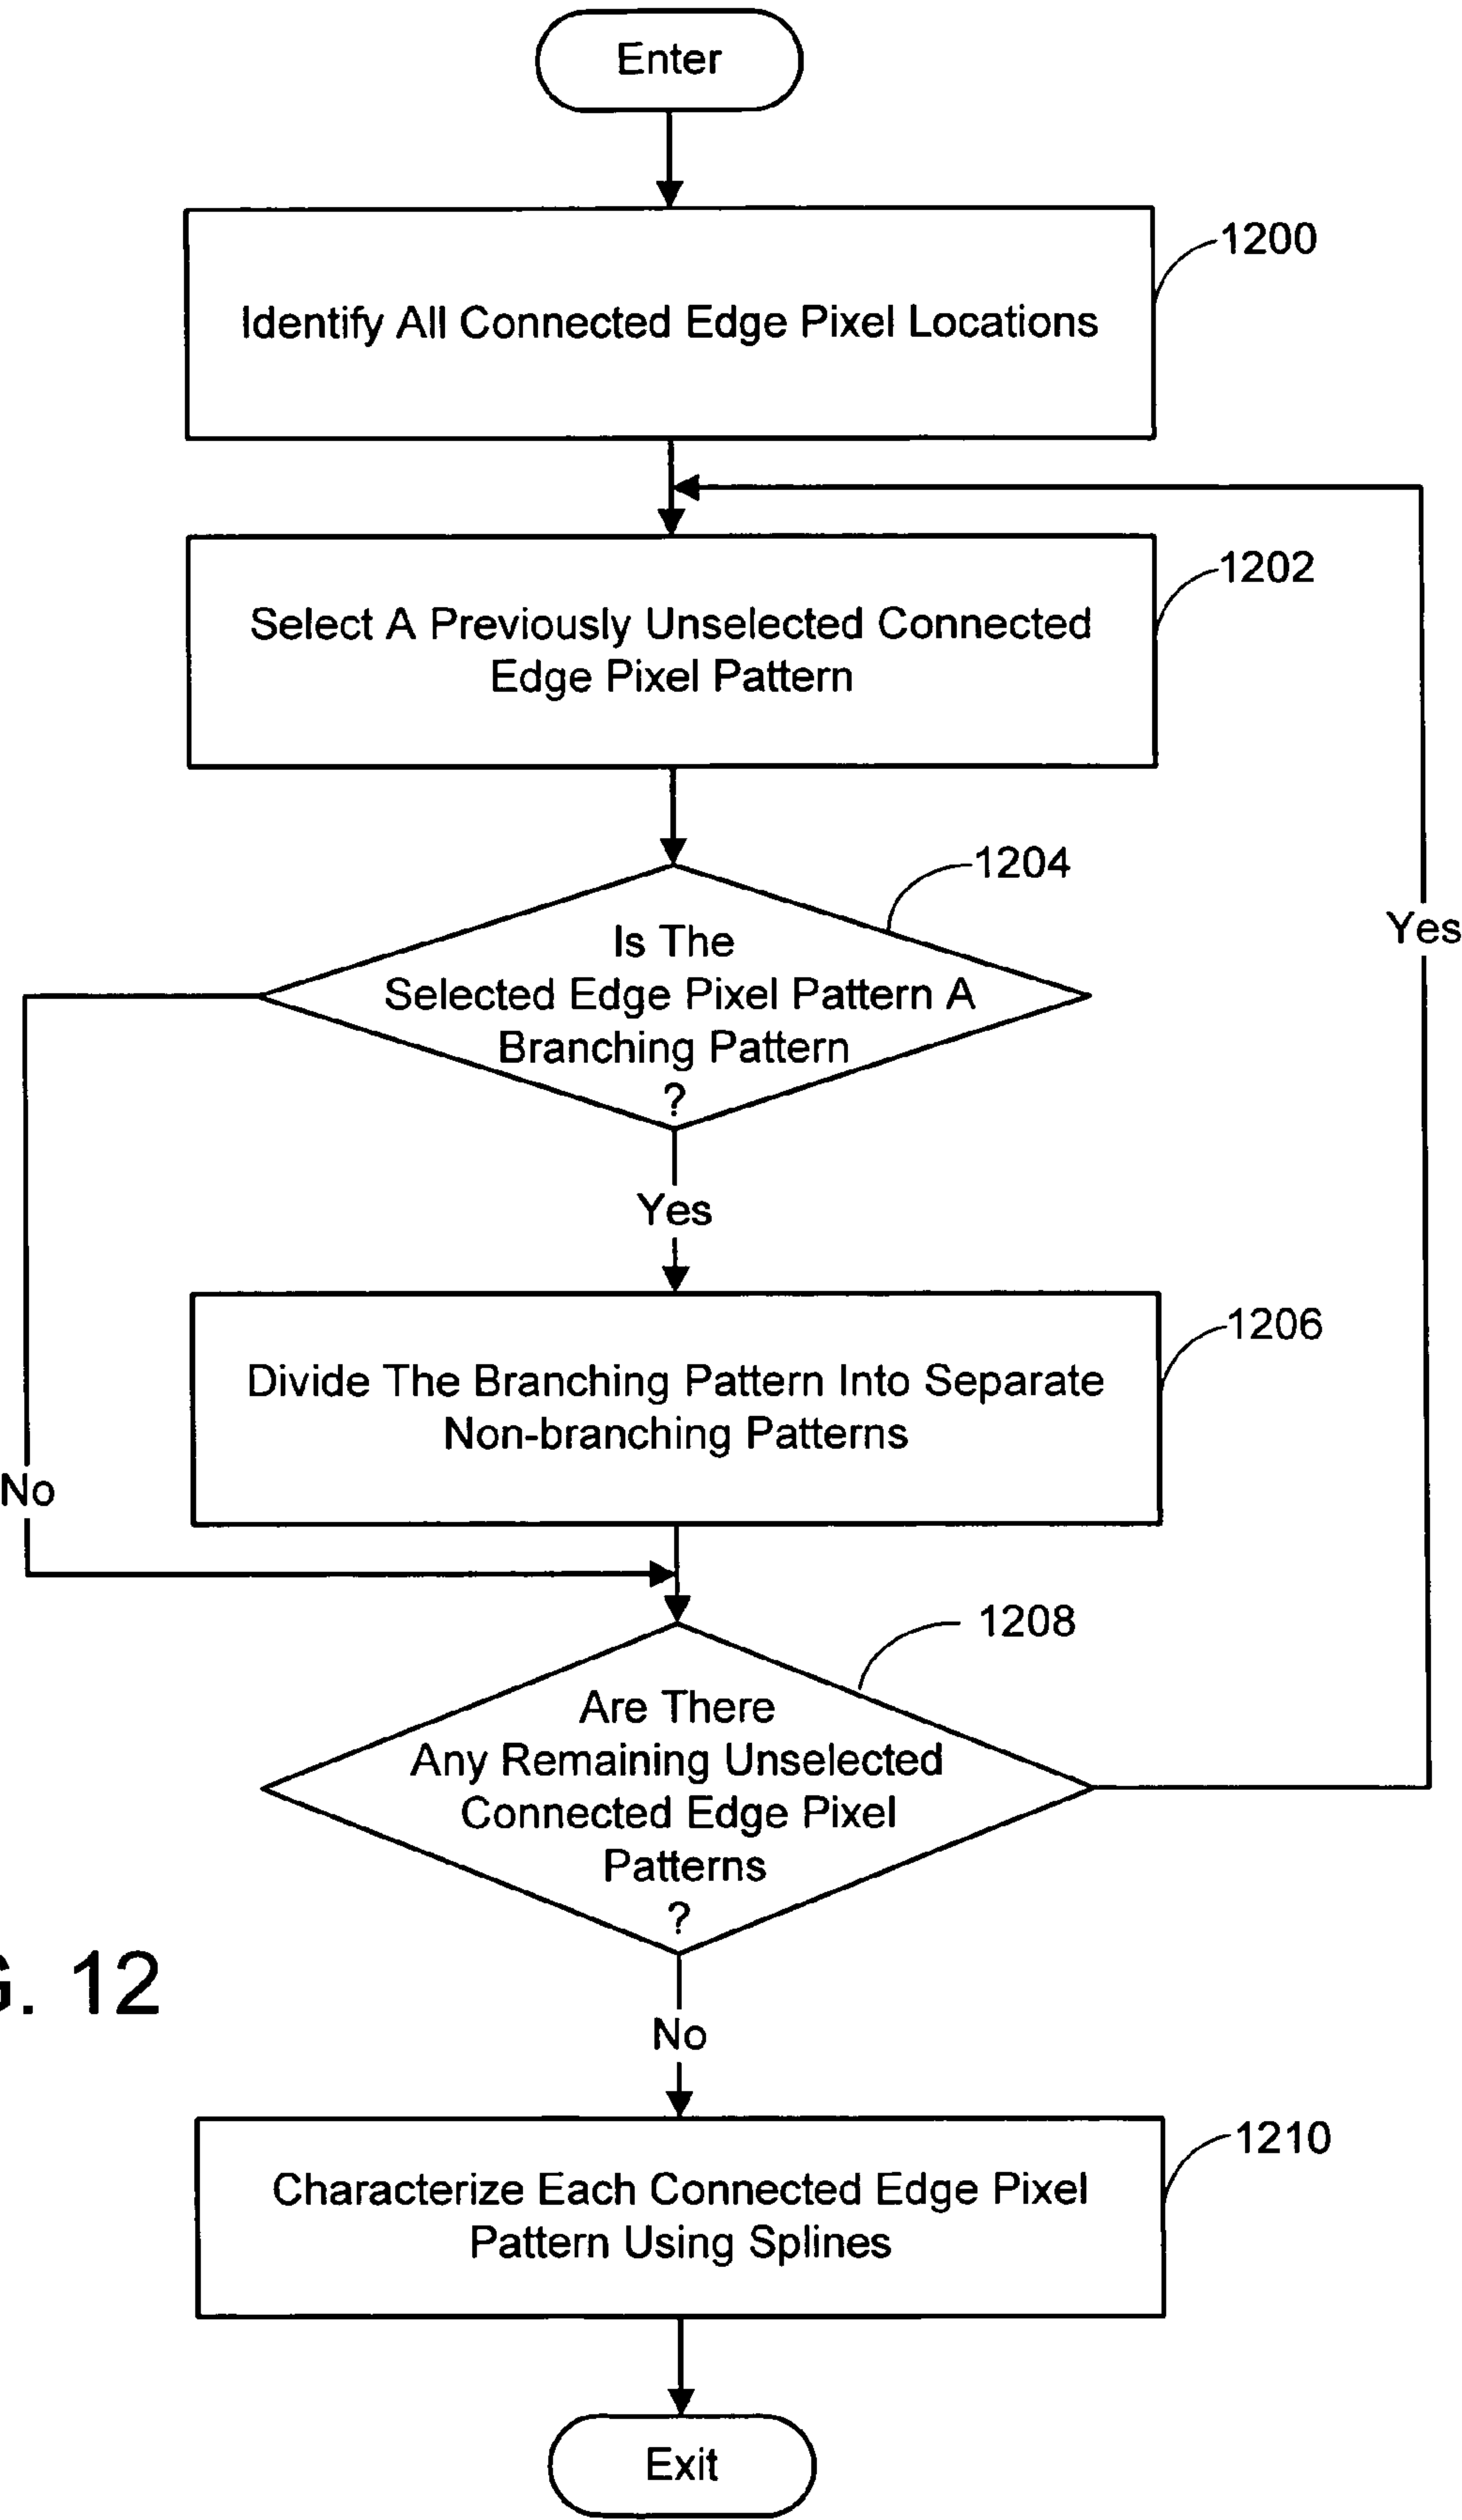 Enter
1200
Identify All Connected Edge Pixel Locations
1202
Select A Previously Unselected Connected
Edge Pixel Pattern
1204
Is The
Selected Edge Pixel Pattern A
Branching Pattern
?
Yes
Yes
1206
Divide The Branching Pattern Into Separate
Non-branching Patterns
No
1208
Are There
Any Remaining Unselected
Connected Edge Pixel
Patterns
?
G. 12
No
1210
Characterize Each Connected Edge Pixel
Pattern Using Splines
Exit